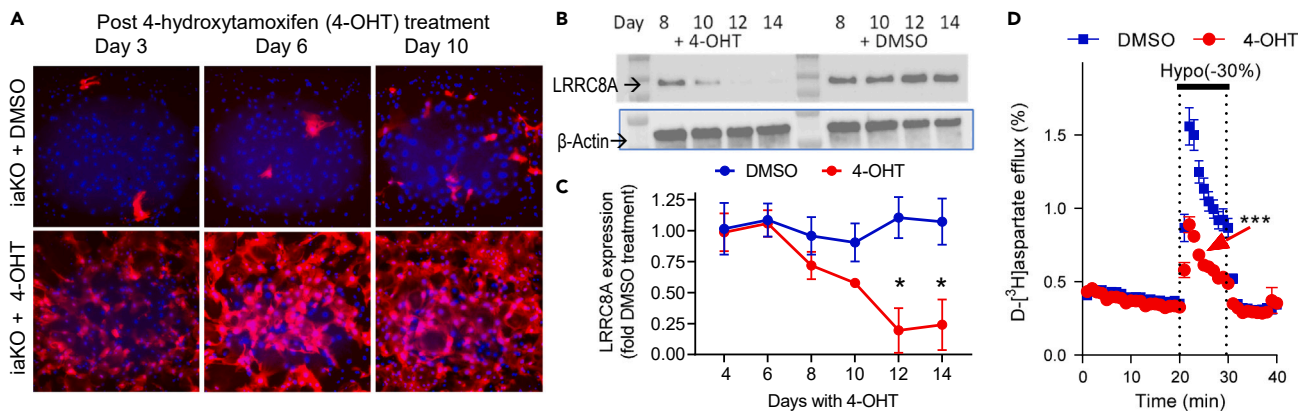 A
Post 4-hydroxytamoxifen (4-OHT) treatment
Day 3 Day 6 Day 10
iaKO + DMSO
iaKO + 4-OHT
B
Day 8 10 12 14 8 10 12 14
+ 4-OHT + DMSO
LRRC8A
β-Actin
C
DMSO 4-OHT
LRRC8A expression
(fold DMSO treatment)
1.25
1.00
0.75
0.50
0.25
0.00
* *
4 6 8 10 12 14
Days with 4-OHT
D
DMSO 4-OHT
Hypo(-30%)
D-[³H]aspartate efflux (%)
1.5
1.0
0.5
0.0
***
0 10 20 30 40
Time (min)